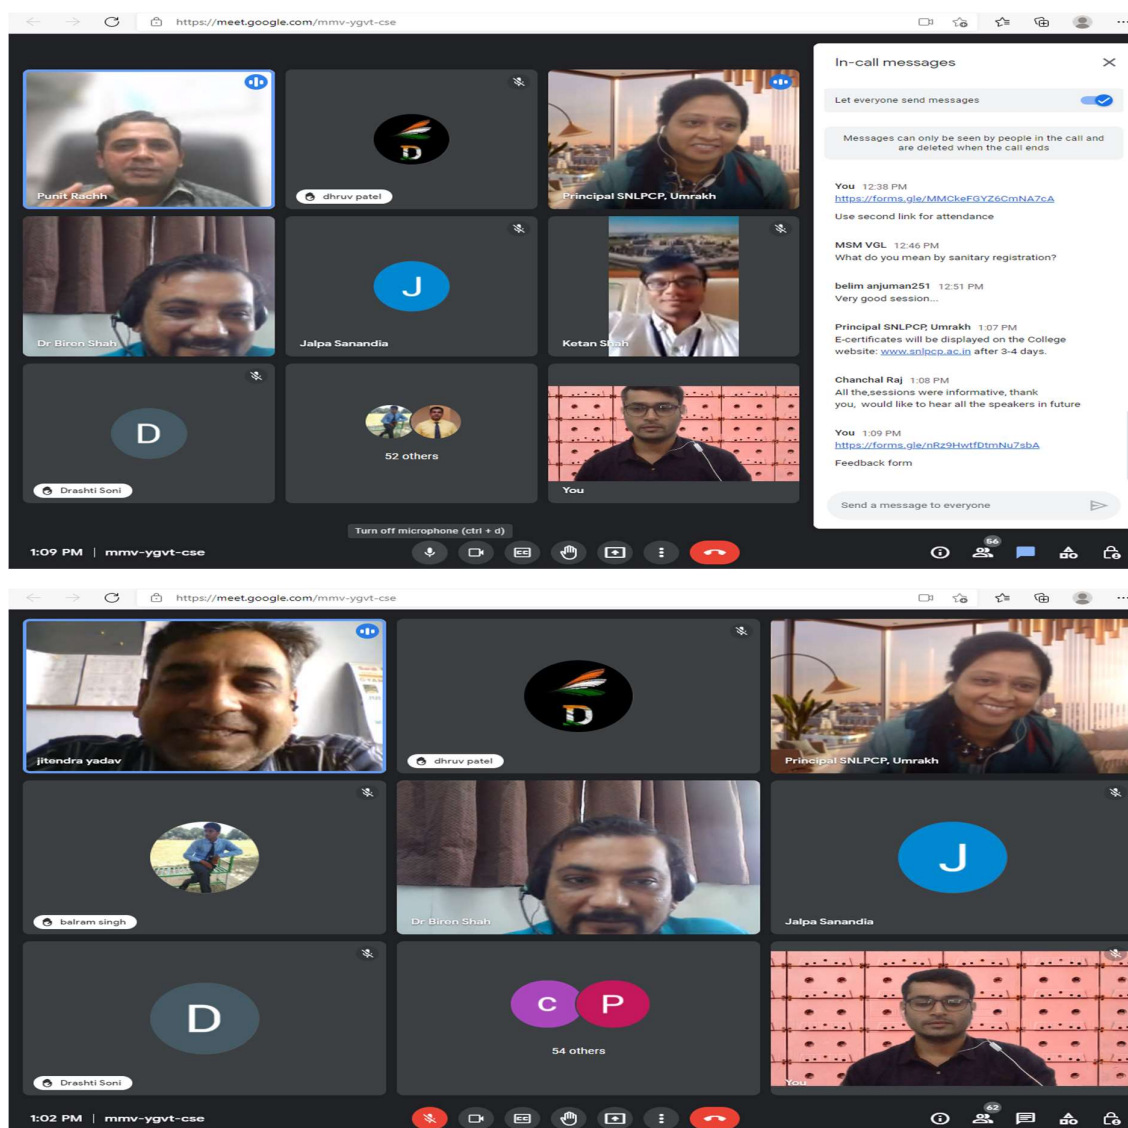 https://meet.google.com/mmv-ygvt-cse
In-call messages
Let everyone send messages
Messages can only be seen by people in the call and
are deleted when the call ends
You 12:38 PM
https://forms.gle/MMCkeFGYZ6CmNA7cA
Use second link for attendance
MSM VGL 12:46 PM
What do you mean by sanitary registration?
belim anjuman251 12:51 PM
Very good session...
Principal SNLPCP, Umrakh 1:07 PM
E-certificates will be displayed on the College
website: www.snlpcp.ac.in after 3-4 days.
Chanchal Raj 1:08 PM
All the,sessions were informative, thank
you, would like to hear all the speakers in future
You 1:09 PM
https://forms.gle/nRz9HwtfDtmNu7sbA
Feedback form
Send a message to everyone
D
Punit Rachh
dhruv patel
Principal SNLPCP, Umrakh
J
Dr Biren Shah
Jalpa Sanandia
Ketan Shah
D
52 others
Drashti Soni
You
Turn off microphone (ctrl + d)
1:09 PM | mmv-ygvt-cse
CC
56
https://meet.google.com/mmv-ygvt-cse
D
jitendra yadav
dhruv patel
Principal SNLPCP, Umrakh
J
balram singh
Dr Biren Shah
Jalpa Sanandia
D
C P
54 others
Drashti Soni
You
1:02 PM | mmv-ygvt-cse
CC
62